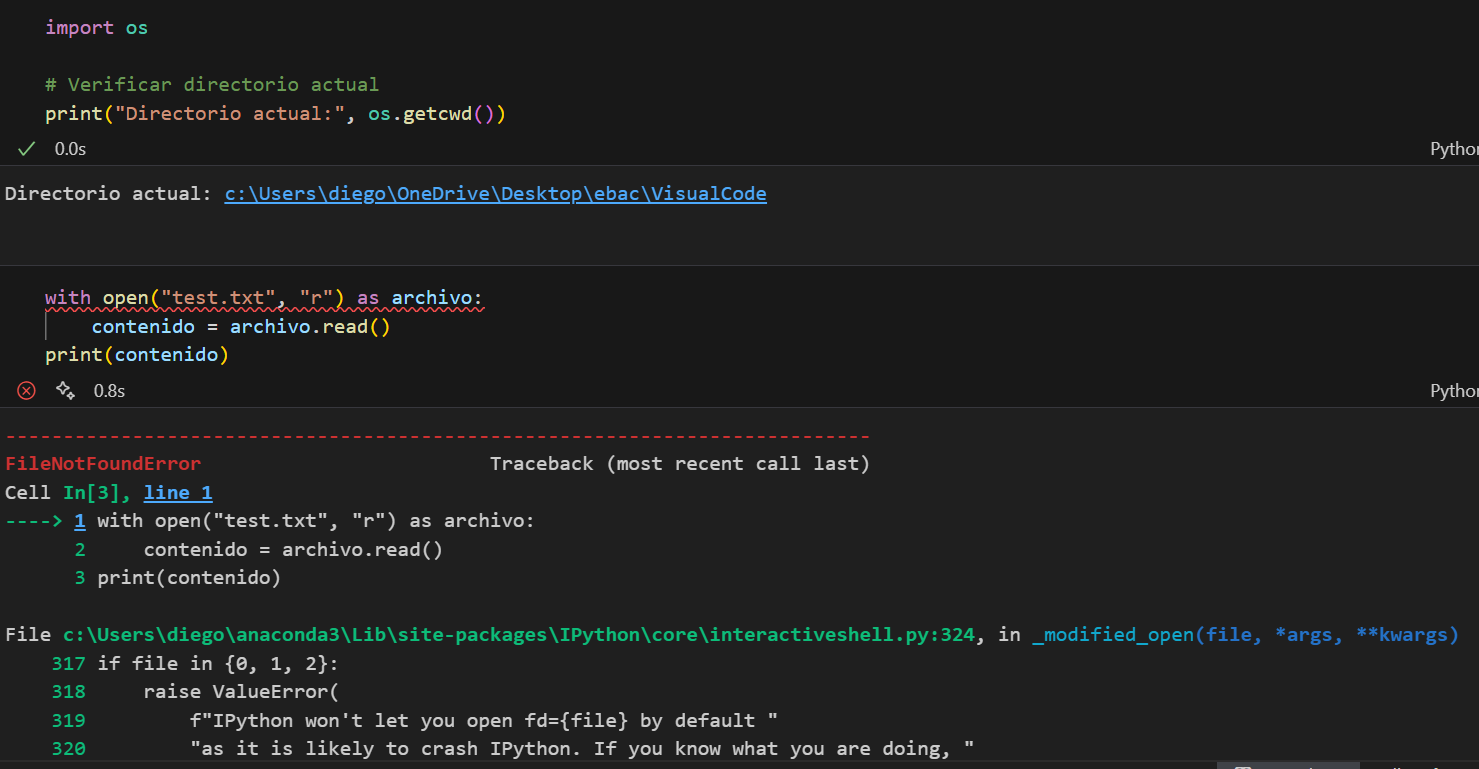 import os
# Verificar directorio actual
print("Directorio actual:", os.getcwd())
0.0s
Directorio actual: c:\Users\diego\OneDrive\Desktop\ebac\VisualCode
with open("test.txt", "r") as archivo:
    contenido = archivo.read()
print(contenido)
0.8s
---------------------------------------------------------------------------
FileNotFoundError                         Traceback (most recent call last)
Cell In[3], line 1
----> 1 with open("test.txt", "r") as archivo:
      2     contenido = archivo.read()
      3 print(contenido)
File c:\Users\diego\anaconda3\Lib\site-packages\IPython\core\interactiveshell.py:324, in _modified_open(file, *args, **kwargs)
    317 if file in {0, 1, 2}:
    318     raise ValueError(
    319         f"IPython won't let you open fd={file} by default "
    320         "as it is likely to crash IPython. If you know what you are doing, "